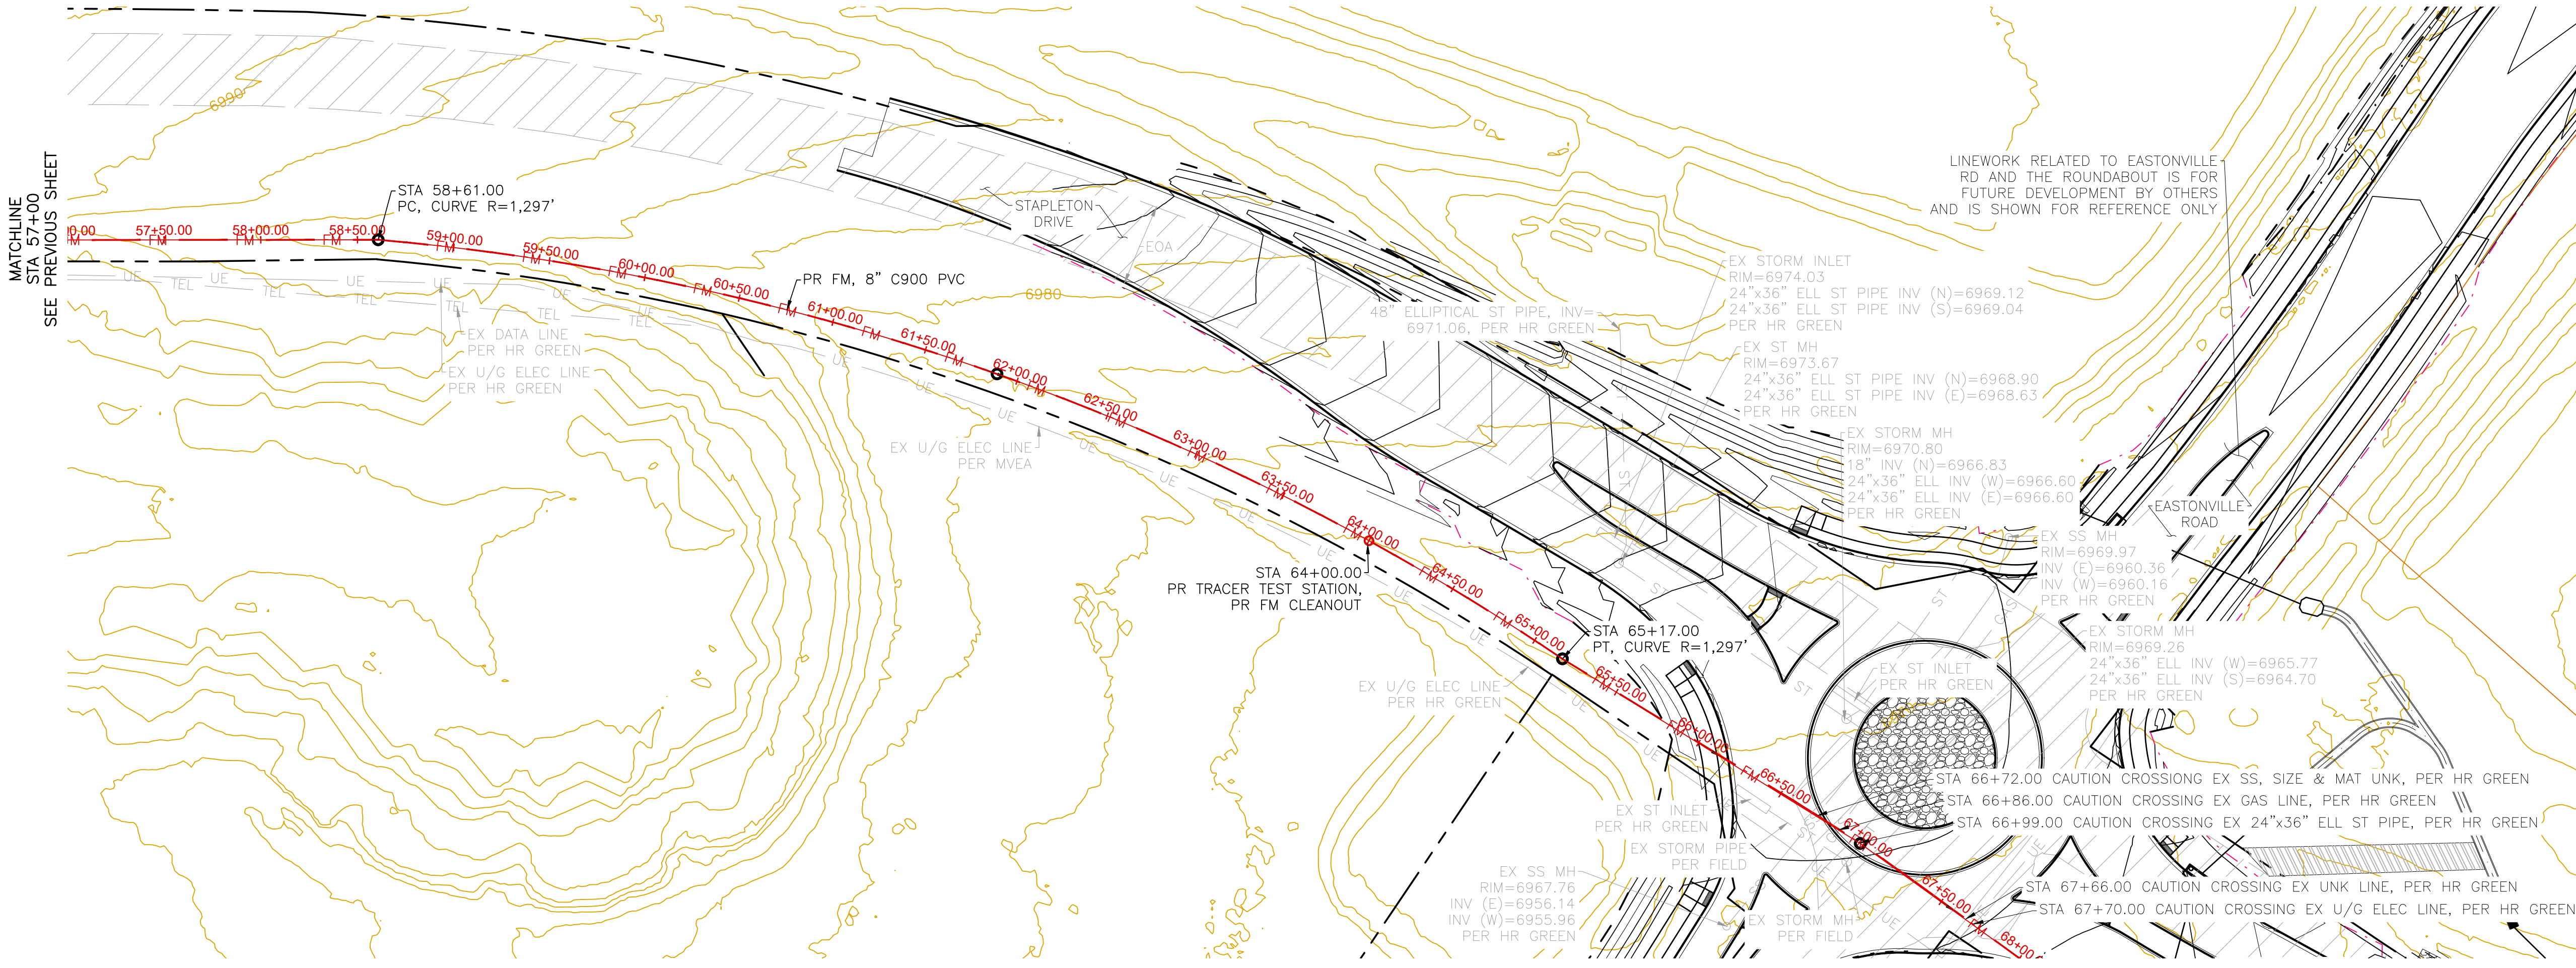 MATCHLINE
STA 57+00
SEE PREVIOUS SHEET
6990
STA 58+61.00
PC, CURVE R=1,297'
57+50.00
58+00.00
58+50.00
59+00.00
59+50.00
60+00.00
60+50.00
61+00.00
61+50.00
62+00.00
62+50.00
63+00.00
63+50.00
64+00.00
64+50.00
65+00.00
65+50.00
66+00.00
66+50.00
67+00.00
67+50.00
FM
UE
TEL
ST
PR FM, 8" C900 PVC
EX DATA LINE
PER HR GREEN
EX U/G ELEC LINE
PER HR GREEN
EX U/G ELEC LINE
PER MVEA
STAPLETON
DRIVE
EOA
6980
48" ELLIPTICAL ST PIPE, INV=
6971.06, PER HR GREEN
LINEWORK RELATED TO EASTONVILLE
RD AND THE ROUNDABOUT IS FOR
FUTURE DEVELOPMENT BY OTHERS
AND IS SHOWN FOR REFERENCE ONLY
EX STORM INLET
RIM=6974.03
24"x36" ELL ST PIPE INV (N)=6969.12
24"x36" ELL ST PIPE INV (S)=6969.04
PER HR GREEN
EX ST MH
RIM=6973.67
24"x36" ELL ST PIPE INV (N)=6968.90
24"x36" ELL ST PIPE INV (E)=6968.63
PER HR GREEN
EX STORM MH
RIM=6970.80
18" INV (N)=6966.83
24"x36" ELL INV (W)=6966.60
24"x36" ELL INV (E)=6966.60
PER HR GREEN
EASTONVILLE
ROAD
EX SS MH
RIM=6969.97
INV (E)=6960.36
INV (W)=6960.16
PER HR GREEN
EX STORM MH
RIM=6969.26
24"x36" ELL INV (W)=6965.77
24"x36" ELL INV (S)=6964.70
PER HR GREEN
STA 64+00.00
PR TRACER TEST STATION,
PR FM CLEANOUT
STA 65+17.00
PT, CURVE R=1,297'
EX U/G ELEC LINE
PER HR GREEN
EX ST INLET
PER HR GREEN
STA 66+72.00 CAUTION CROSSIONG EX SS, SIZE & MAT UNK, PER HR GREEN
STA 66+86.00 CAUTION CROSSING EX GAS LINE, PER HR GREEN
STA 66+99.00 CAUTION CROSSING EX 24"x36" ELL ST PIPE, PER HR GREEN
EX ST INLET
PER HR GREEN
EX STORM PIPE
PER FIELD
EX SS MH
RIM=6967.76
INV (E)=6956.14
INV (W)=6955.96
PER HR GREEN
EX STORM MH
PER FIELD
STA 67+66.00 CAUTION CROSSING EX UNK LINE, PER HR GREEN
STA 67+70.00 CAUTION CROSSING EX U/G ELEC LINE, PER HR GREEN